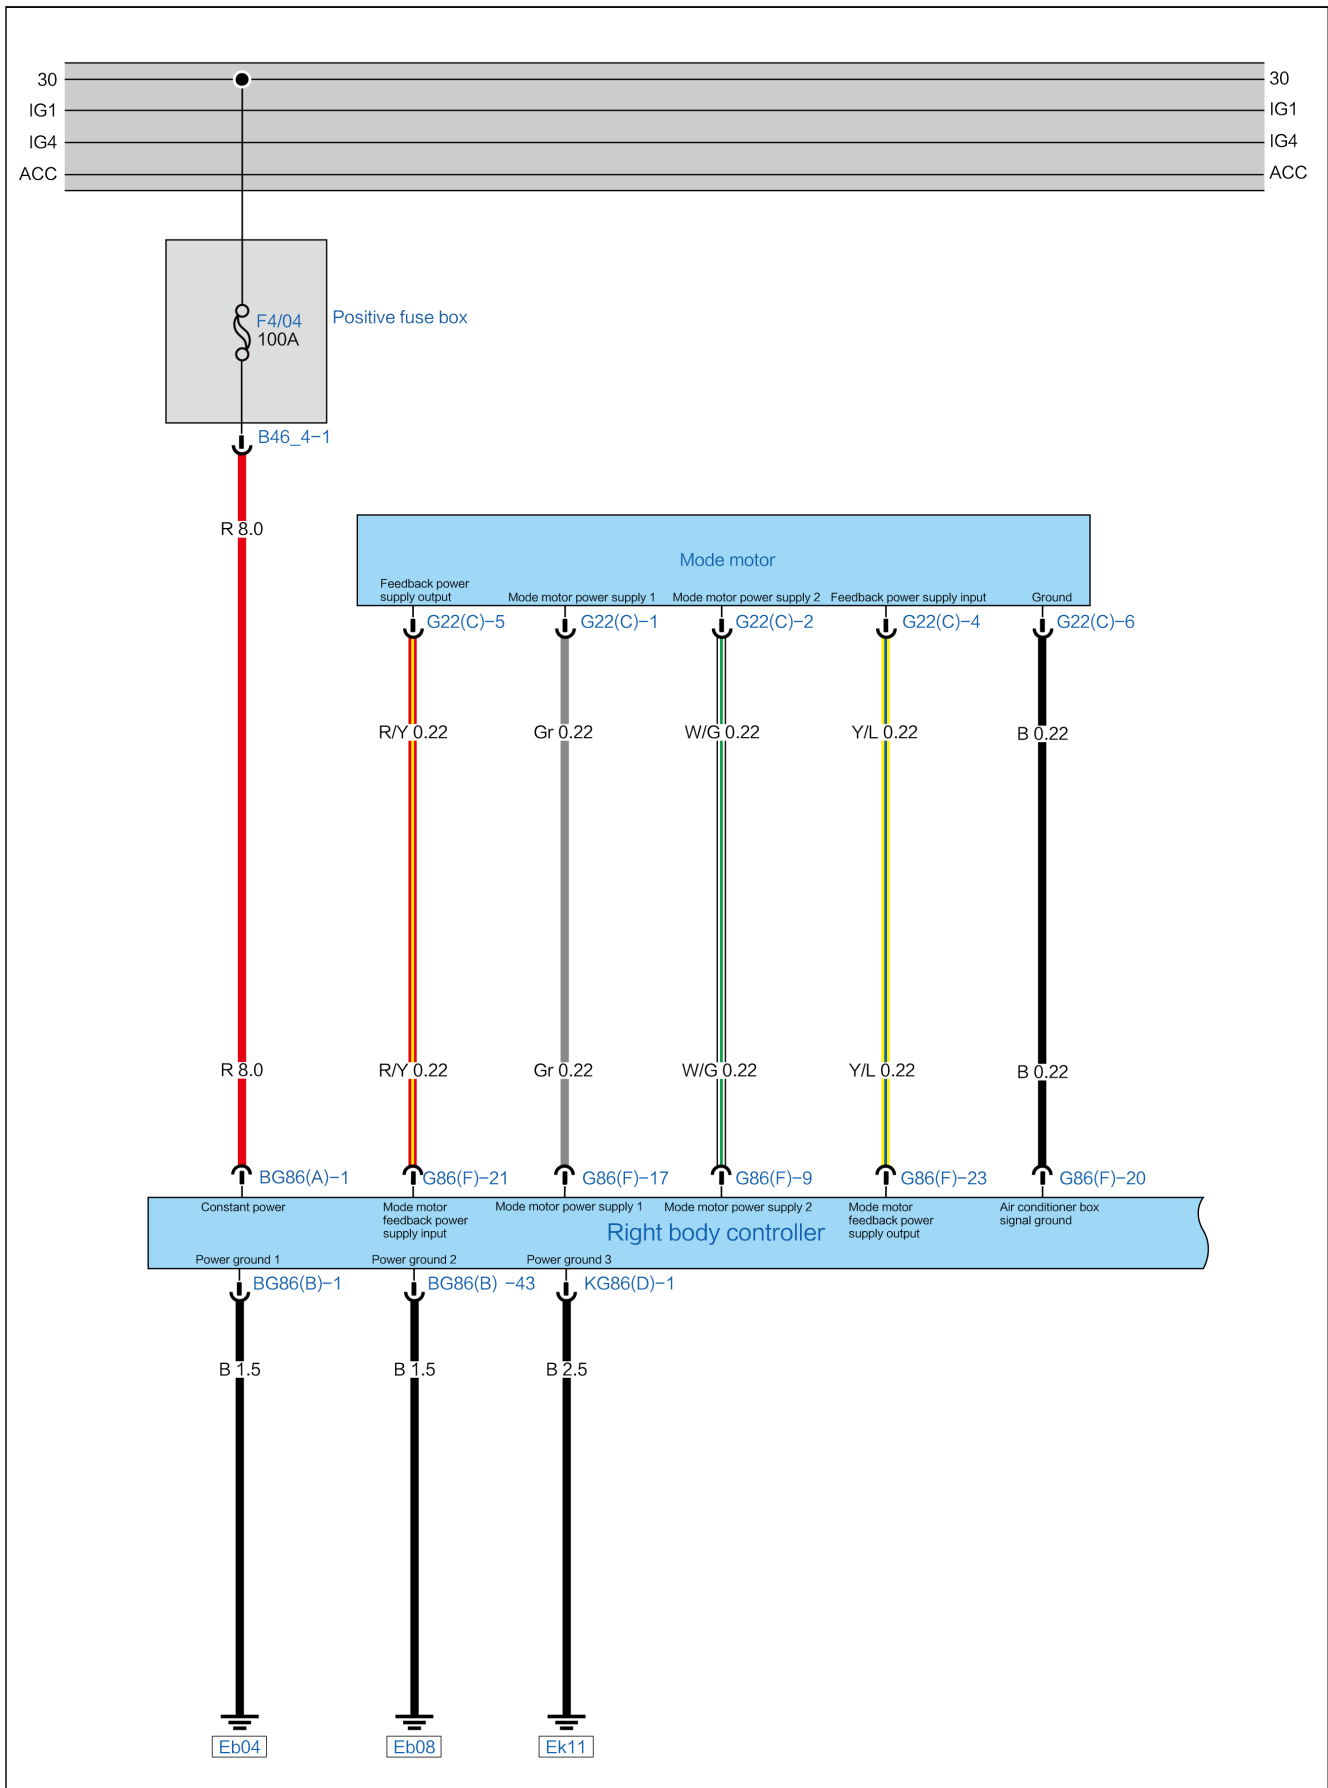 30 30
IG1 IG1
IG4 IG4
ACC ACC
F4/04
100A
Positive fuse box
B46_4-1
R 8.0
Mode motor
Feedback power
supply output
Mode motor power supply 1
Mode motor power supply 2
Feedback power supply input
Ground
G22(C)-5
G22(C)-1
G22(C)-2
G22(C)-4
G22(C)-6
R/Y 0.22
Gr 0.22
W/G 0.22
Y/L 0.22
B 0.22
R 8.0
R/Y 0.22
Gr 0.22
W/G 0.22
Y/L 0.22
B 0.22
BG86(A)-1
G86(F)-21
G86(F)-17
G86(F)-9
G86(F)-23
G86(F)-20
Constant power
Mode motor
feedback power
supply input
Mode motor power supply 1
Mode motor power supply 2
Mode motor
feedback power
supply output
Air conditioner box
signal ground
Right body controller
Power ground 1
Power ground 2
Power ground 3
BG86(B)-1
BG86(B) -43
KG86(D)-1
B 1.5
B 1.5
B 2.5
Eb04
Eb08
Ek11